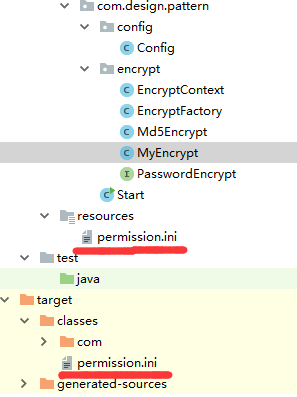 com.design.pattern
config
Config
encrypt
EncryptContext
EncryptFactory
Md5Encrypt
MyEncrypt
PasswordEncrypt
Start
resources
permission.ini
test
java
target
classes
com
permission.ini
generated-sources